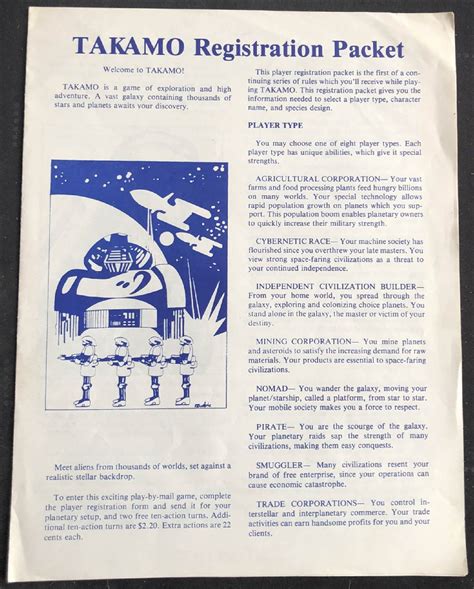 TAKAMO Registration Packet
Welcome to TAKAMO!
TAKAMO is a game of exploration and high
adventure. A vast galaxy containing thousands of
stars and planets awaits your discovery.
Meet aliens from thousands of worlds, set against a
realistic stellar backdrop.
To enter this exciting play-by-mail game, complete
the player registration form and send it for your
planetary setup, and two free ten-action turns. Addi-
tional ten-action turns are $2.20. Extra actions are 22
cents each.
This player registration packet is the first of a con-
tinuing series of rules which you'll receive while play-
ing TAKAMO. This registration packet gives you the
information needed to select a player type, character
name, and species design.
PLAYER TYPE
You may choose one of eight player types. Each
player type has unique abilities, which give it special
strengths.
AGRICULTURAL CORPORATION— Your vast
farms and food processing plants feed hungry billions
on many worlds. Your special technology allows
rapid population growth on planets which you sup-
port. This population boom enables planetary owners
to quickly increase their military strength.
CYBERNETIC RACE— Your machine society has
flourished since you overthrew your late masters. You
view strong space-faring civilizations as a threat to
your continued independence.
INDEPENDENT CIVILIZATION BUILDER—
From your home world, you spread through the
galaxy, exploring and colonizing choice planets. You
stand alone in the galaxy, the master or victim of your
destiny.
MINING CORPORATION— You mine planets
and asteroids to satisfy the increasing demand for raw
materials. Your products are essential to space-faring
civilizations.
NOMAD— You wander the galaxy, moving your
planet/starship, called a platform, from star to star.
Your mobile society makes you a force to respect.
PIRATE— You are the scourge of the galaxy.
Your planetary raids sap the strength of many
civilizations, making them easy conquests.
SMUGGLER— Many civilizations resent your
brand of free enterprise, since your operations can
cause economic catastrophe.
TRADE CORPORATIONS— You control in-
terstellar and interplanetary commerce. Your trade
activities can earn handsome profits for you and your
clients.